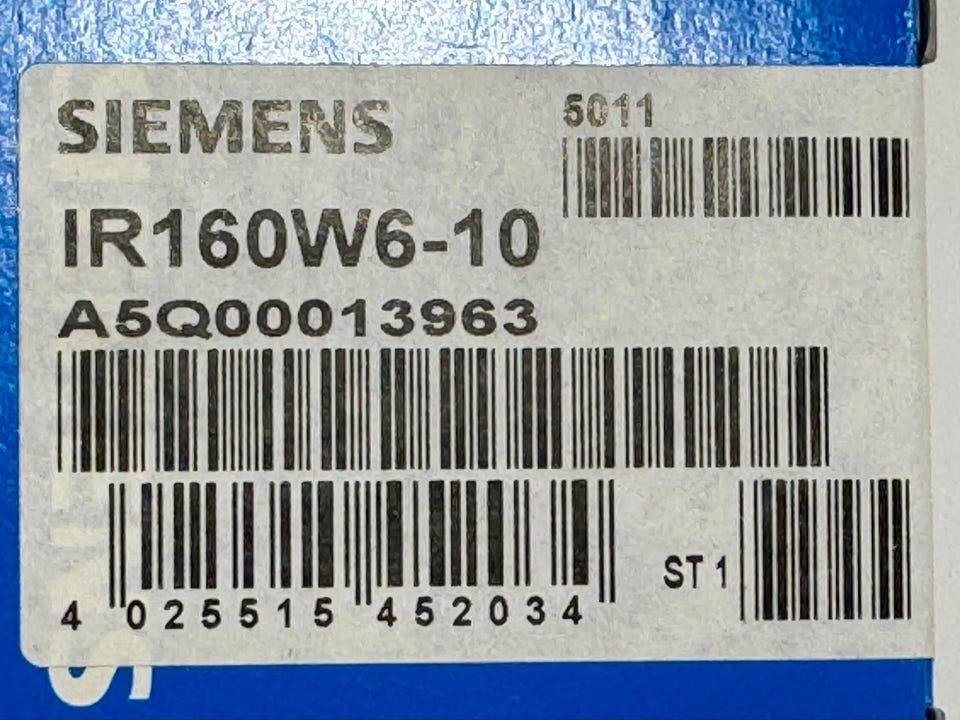 SIEMENS
5011
IR160W6-10
A5Q00013963
4 025515 452034
ST 1